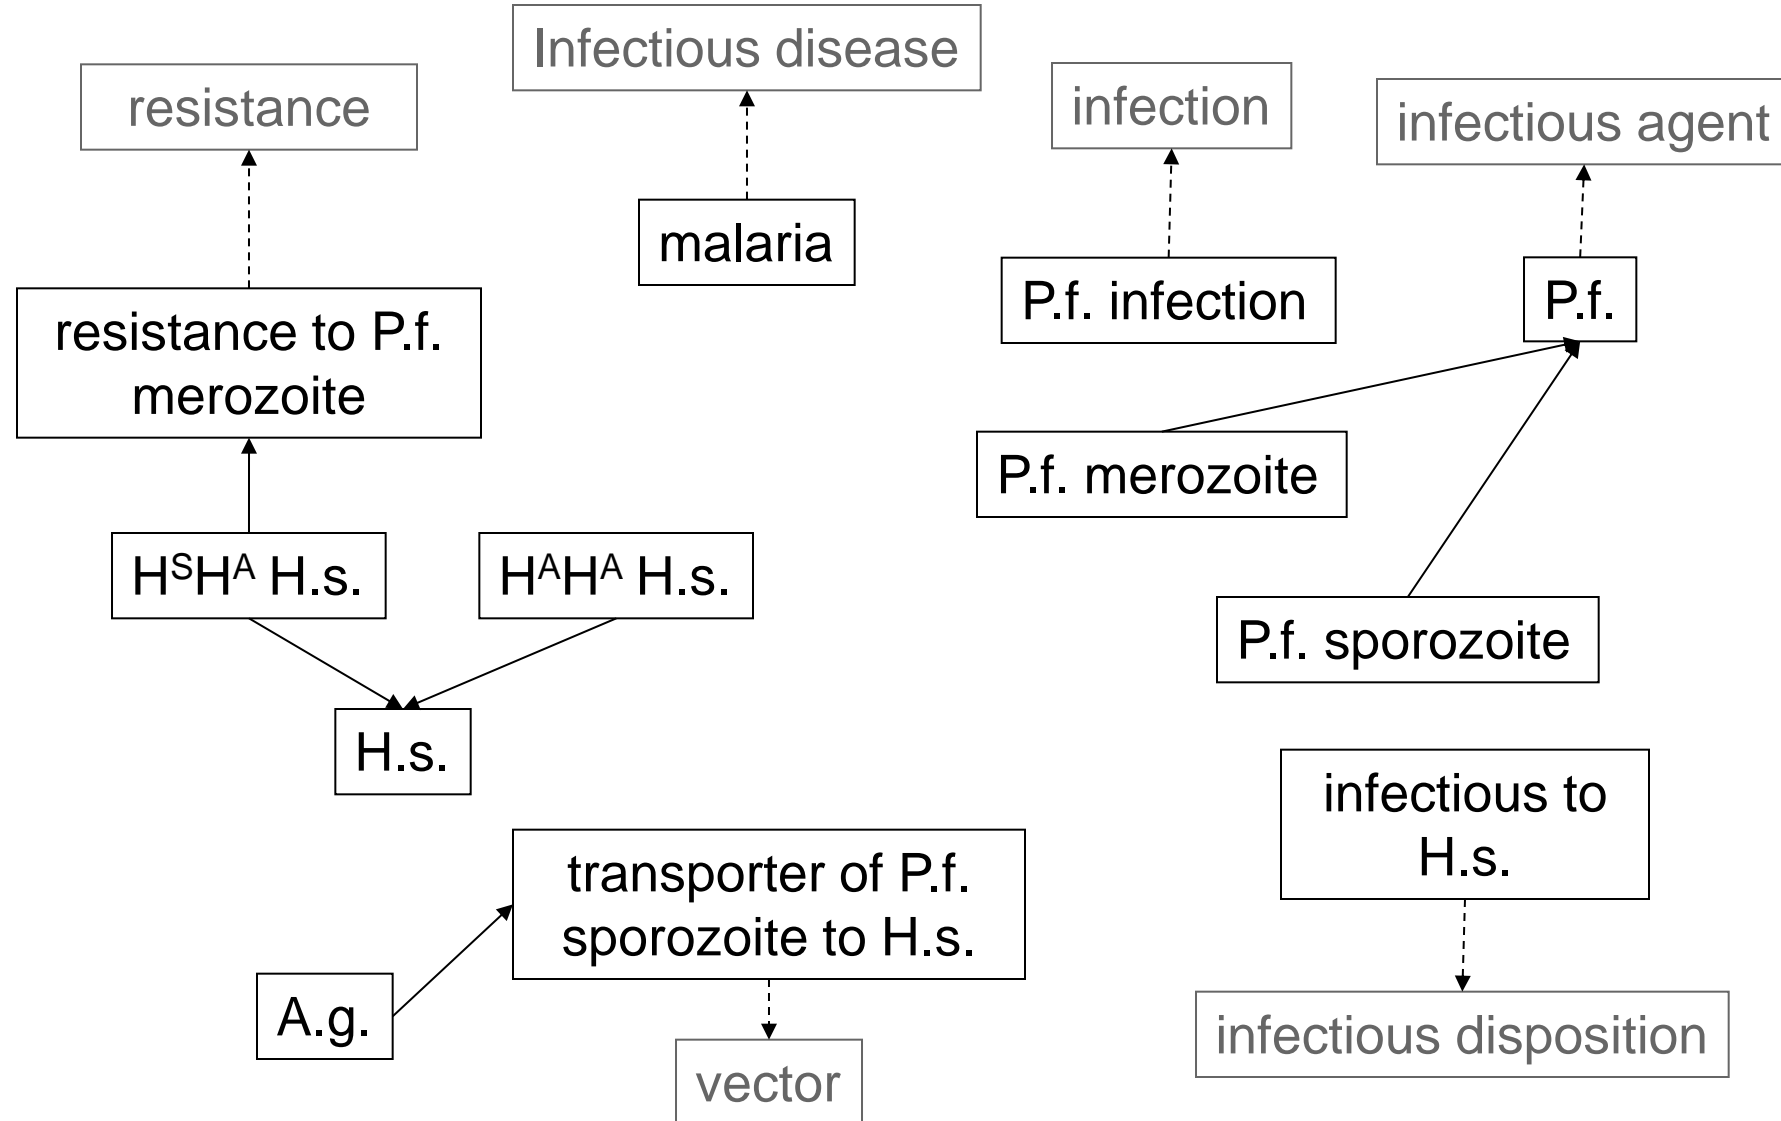 Infectious disease
resistance
infection
infectious agent
malaria
P.f. infection
P.f.
resistance to P.f.
merozoite
P.f. merozoite
HᔆHᴬ H.s.
HᴬHᴬ H.s.
P.f. sporozoite
H.s.
infectious to
H.s.
transporter of P.f.
sporozoite to H.s.
A.g.
infectious disposition
vector